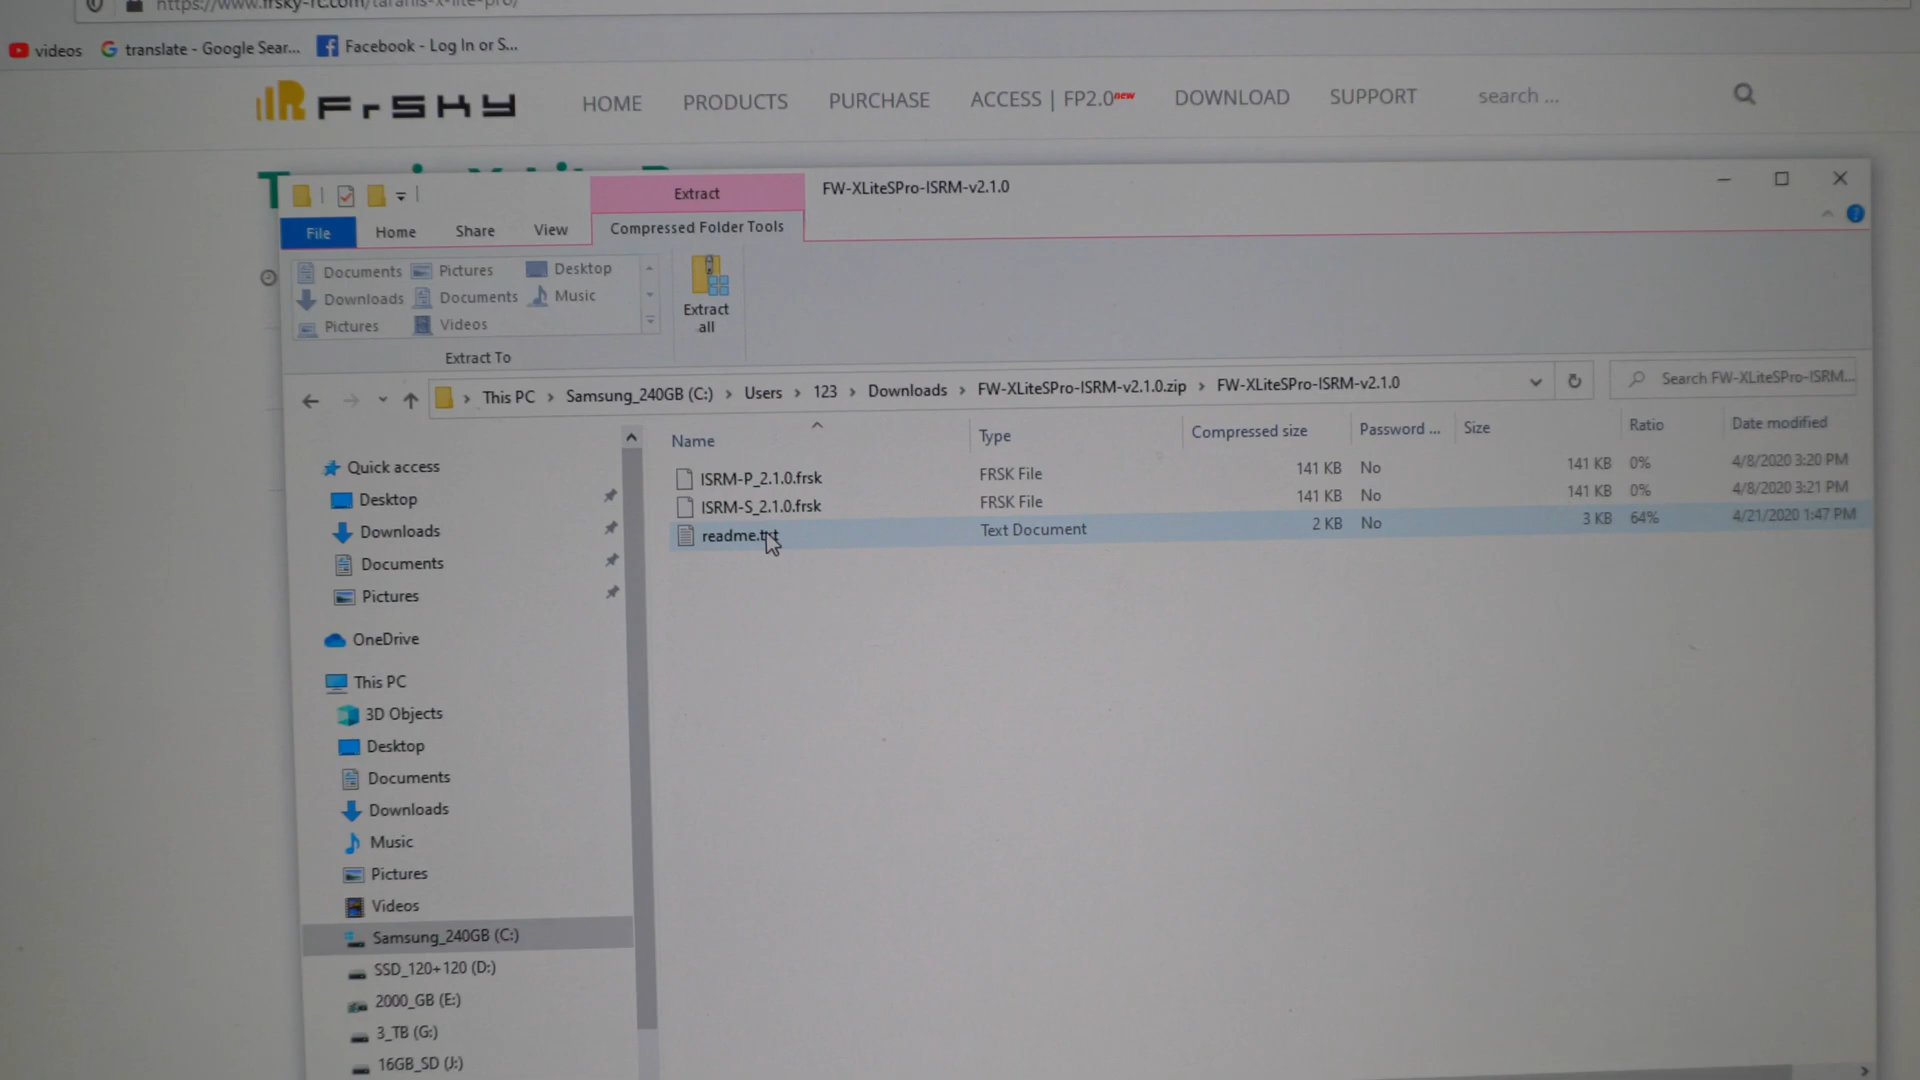 https://www.frsky-rc.com/taranis-x-lite-pro/
videos translate - Google Sear... Facebook - Log In or S...
FrSKY HOME PRODUCTS PURCHASE ACCESS | FP2.0new DOWNLOAD SUPPORT search ...
Extract FW-XLiteSPro-ISRM-v2.1.0
File Home Share View Compressed Folder Tools
Documents Pictures Desktop
Downloads Documents Music
Pictures Videos
Extract all
Extract To
This PC > Samsung_240GB (C:) > Users > 123 > Downloads > FW-XLiteSPro-ISRM-v2.1.0.zip > FW-XLiteSPro-ISRM-v2.1.0 Search FW-XLiteSPro-ISRM...
Name Type Compressed size Password ... Size Ratio Date modified
ISRM-P_2.1.0.frsk FRSK File 141 KB No 141 KB 0% 4/8/2020 3:20 PM
ISRM-S_2.1.0.frsk FRSK File 141 KB No 141 KB 0% 4/8/2020 3:21 PM
readme.txt Text Document 2 KB No 3 KB 64% 4/21/2020 1:47 PM
Quick access
Desktop
Downloads
Documents
Pictures
OneDrive
This PC
3D Objects
Desktop
Documents
Downloads
Music
Pictures
Videos
Samsung_240GB (C:)
SSD_120+120 (D:)
2000_GB (E:)
3_TB (G:)
16GB_SD (J:)